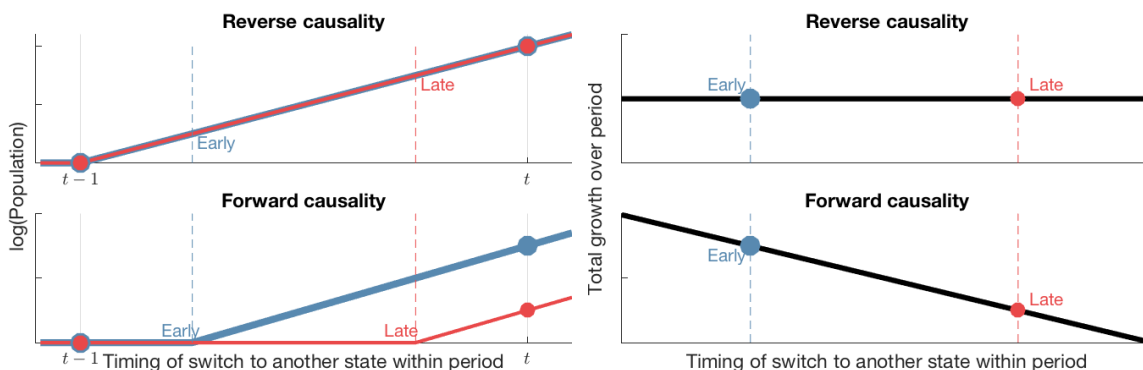 Reverse causality
log(Population)
Early
Late
t − 1
t
Forward causality
Early
Late
t − 1
t
Timing of switch to another state within period
Reverse causality
Total growth over period
Early
Late
Forward causality
Early
Late
Timing of switch to another state within period